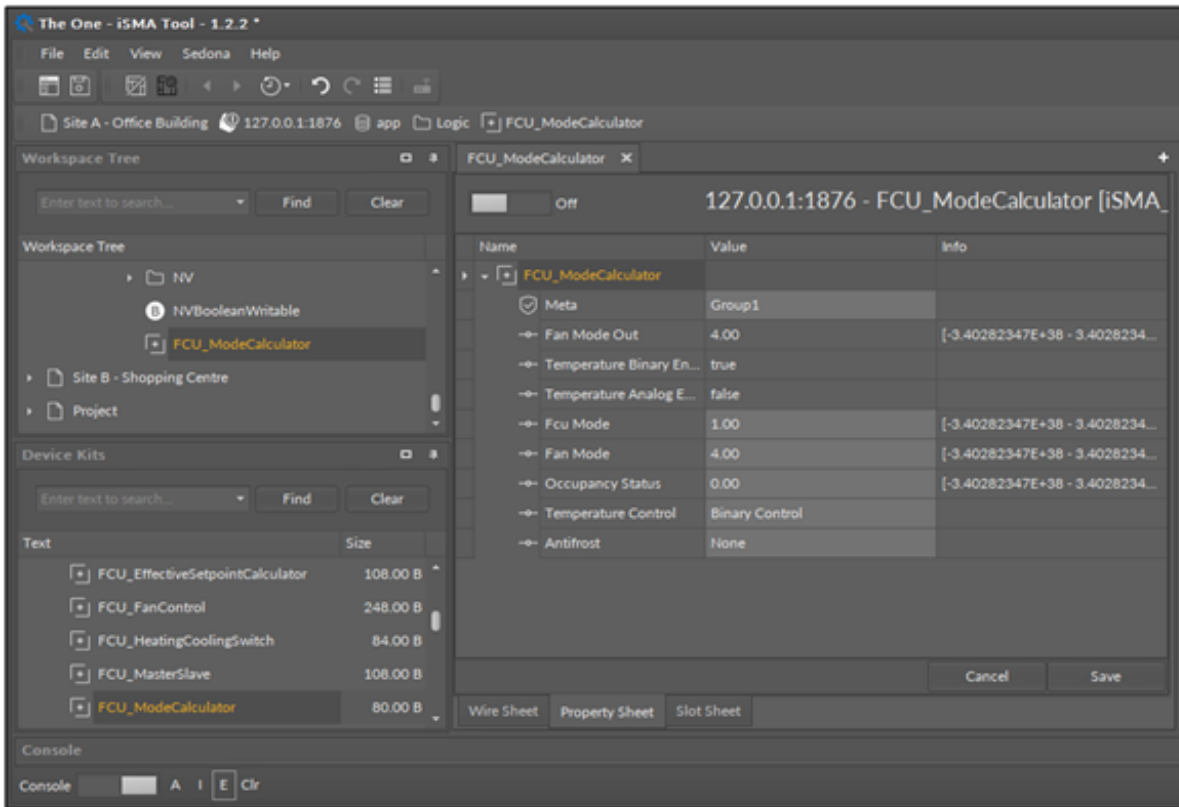 The One - iSMA Tool - 1.2.2 *
File Edit View Sedona Help
Site A - Office Building 127.0.0.1:1876 app Logic FCU_ModeCalculator
Workspace Tree
Enter text to search... Find Clear
Workspace Tree
NV
B NVBooleanWritable
FCU_ModeCalculator
Site B - Shopping Centre
Project
Device Kits
Enter text to search... Find Clear
Text Size
FCU_EffectiveSetpointCalculator 108.00 B
FCU_FanControl 248.00 B
FCU_HeatingCoolingSwitch 84.00 B
FCU_MasterSlave 108.00 B
FCU_ModeCalculator 80.00 B
FCU_ModeCalculator
Off 127.0.0.1:1876 - FCU_ModeCalculator [iSMA_
Name Value Info
FCU_ModeCalculator
Meta Group1
Fan Mode Out 4.00 [-3.40282347E+38 - 3.4028234...
Temperature Binary En... true
Temperature Analog E... false
Fcu Mode 1.00 [-3.40282347E+38 - 3.4028234...
Fan Mode 4.00 [-3.40282347E+38 - 3.4028234...
Occupancy Status 0.00 [-3.40282347E+38 - 3.4028234...
Temperature Control Binary Control
Antifrost None
Cancel Save
Wire Sheet Property Sheet Slot Sheet
Console
Console A I E Clr